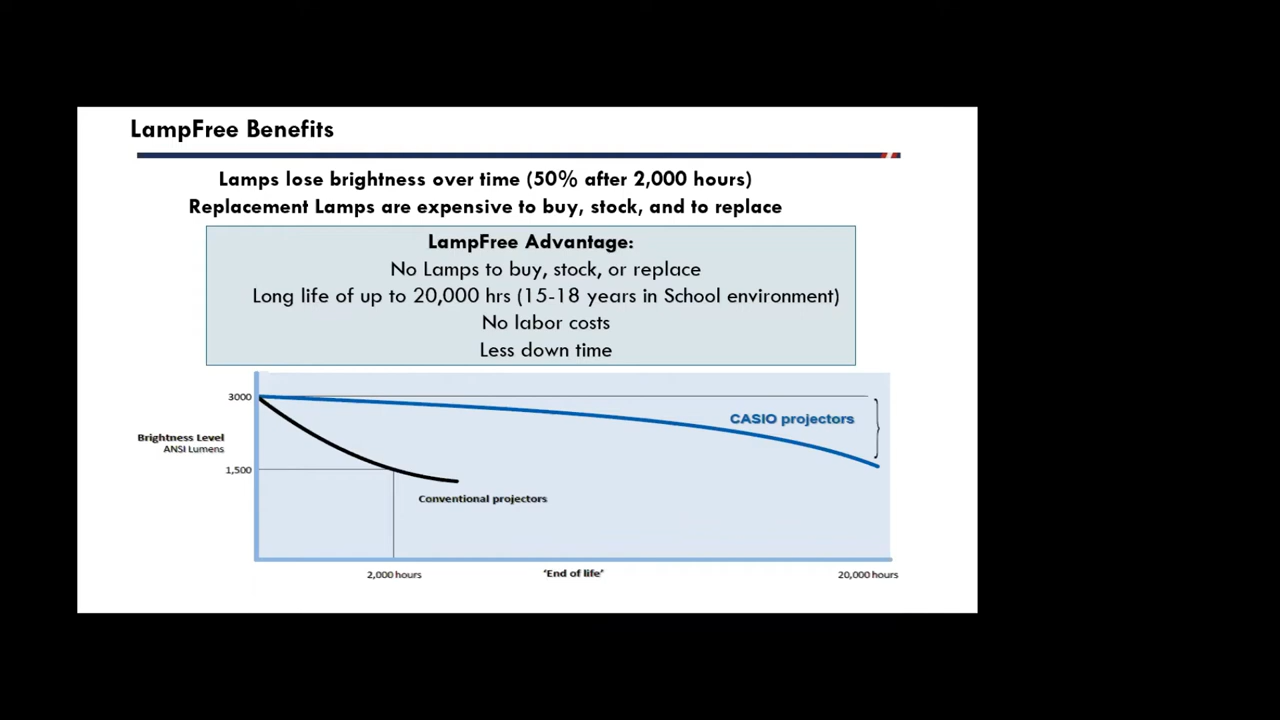 LampFree Benefits
Lamps lose brightness over time (50% after 2,000 hours)
Replacement Lamps are expensive to buy, stock, and to replace
LampFree Advantage:
No Lamps to buy, stock, or replace
Long life of up to 20,000 hrs (15-18 years in School environment)
No labor costs
Less down time
3000
CASIO projectors
Brightness Level
ANSI Lumens
1,500
Conventional projectors
2,000 hours
'End of life'
20,000 hours